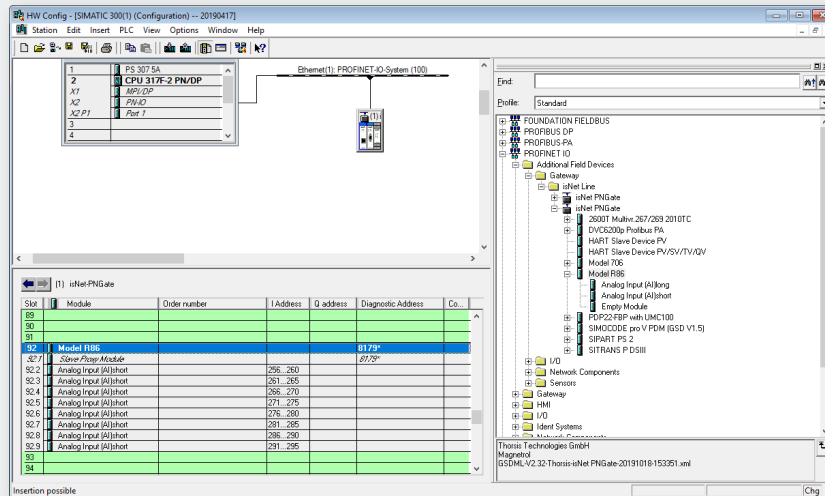 HW Config - [SIMATIC 300(1) (Configuration) -- 20190417]
Station Edit Insert PLC View Options Window Help
1 PS 307 5A
2 CPU 317F-2 PN/DP
X1 MPI/DP
X2 PN-IO
X2 P1 Port 1
3
4
Ethernet(1): PROFINET-IO-System (100)
(1) i
Find:
Profile: Standard
FOUNDATION FIELDBUS
PROFIBUS DP
PROFIBUS-PA
PROFINET IO
Additional Field Devices
Gateway
isNet Line
isNet PNGate
isNet PNGate
2600T Multivr.267/269 2010TC
DVC6200p Profibus PA
HART Slave Device PV
HART Slave Device PV/SV/TV/QV
Model 706
Model R86
Analog Input (AI)long
Analog Input (AI)short
Empty Module
PDP22-FBP with UMC100
SIMOCODE pro V PDM (GSD V1.5)
SIPART PS 2
SITRANS P DSIII
I/O
Network Components
Sensors
Gateway
HMI
I/O
Ident Systems
Network Components
Thorsis Technologies GmbH
Magnetrol
GSDML-V2.32-Thorsis-isNet PNGate-20191018-153351.xml
(1) isNet-PNGate
Slot Module Order number I Address Q address Diagnostic Address Co...
89
90
91
92 Model R86 8179*
92.1 Slave Proxy Module 8179*
92.2 Analog Input (AI)short 256...260
92.3 Analog Input (AI)short 261...265
92.4 Analog Input (AI)short 266...270
92.5 Analog Input (AI)short 271...275
92.6 Analog Input (AI)short 276...280
92.7 Analog Input (AI)short 281...285
92.8 Analog Input (AI)short 286...290
92.9 Analog Input (AI)short 291...295
93
94
Insertion possible
Chg